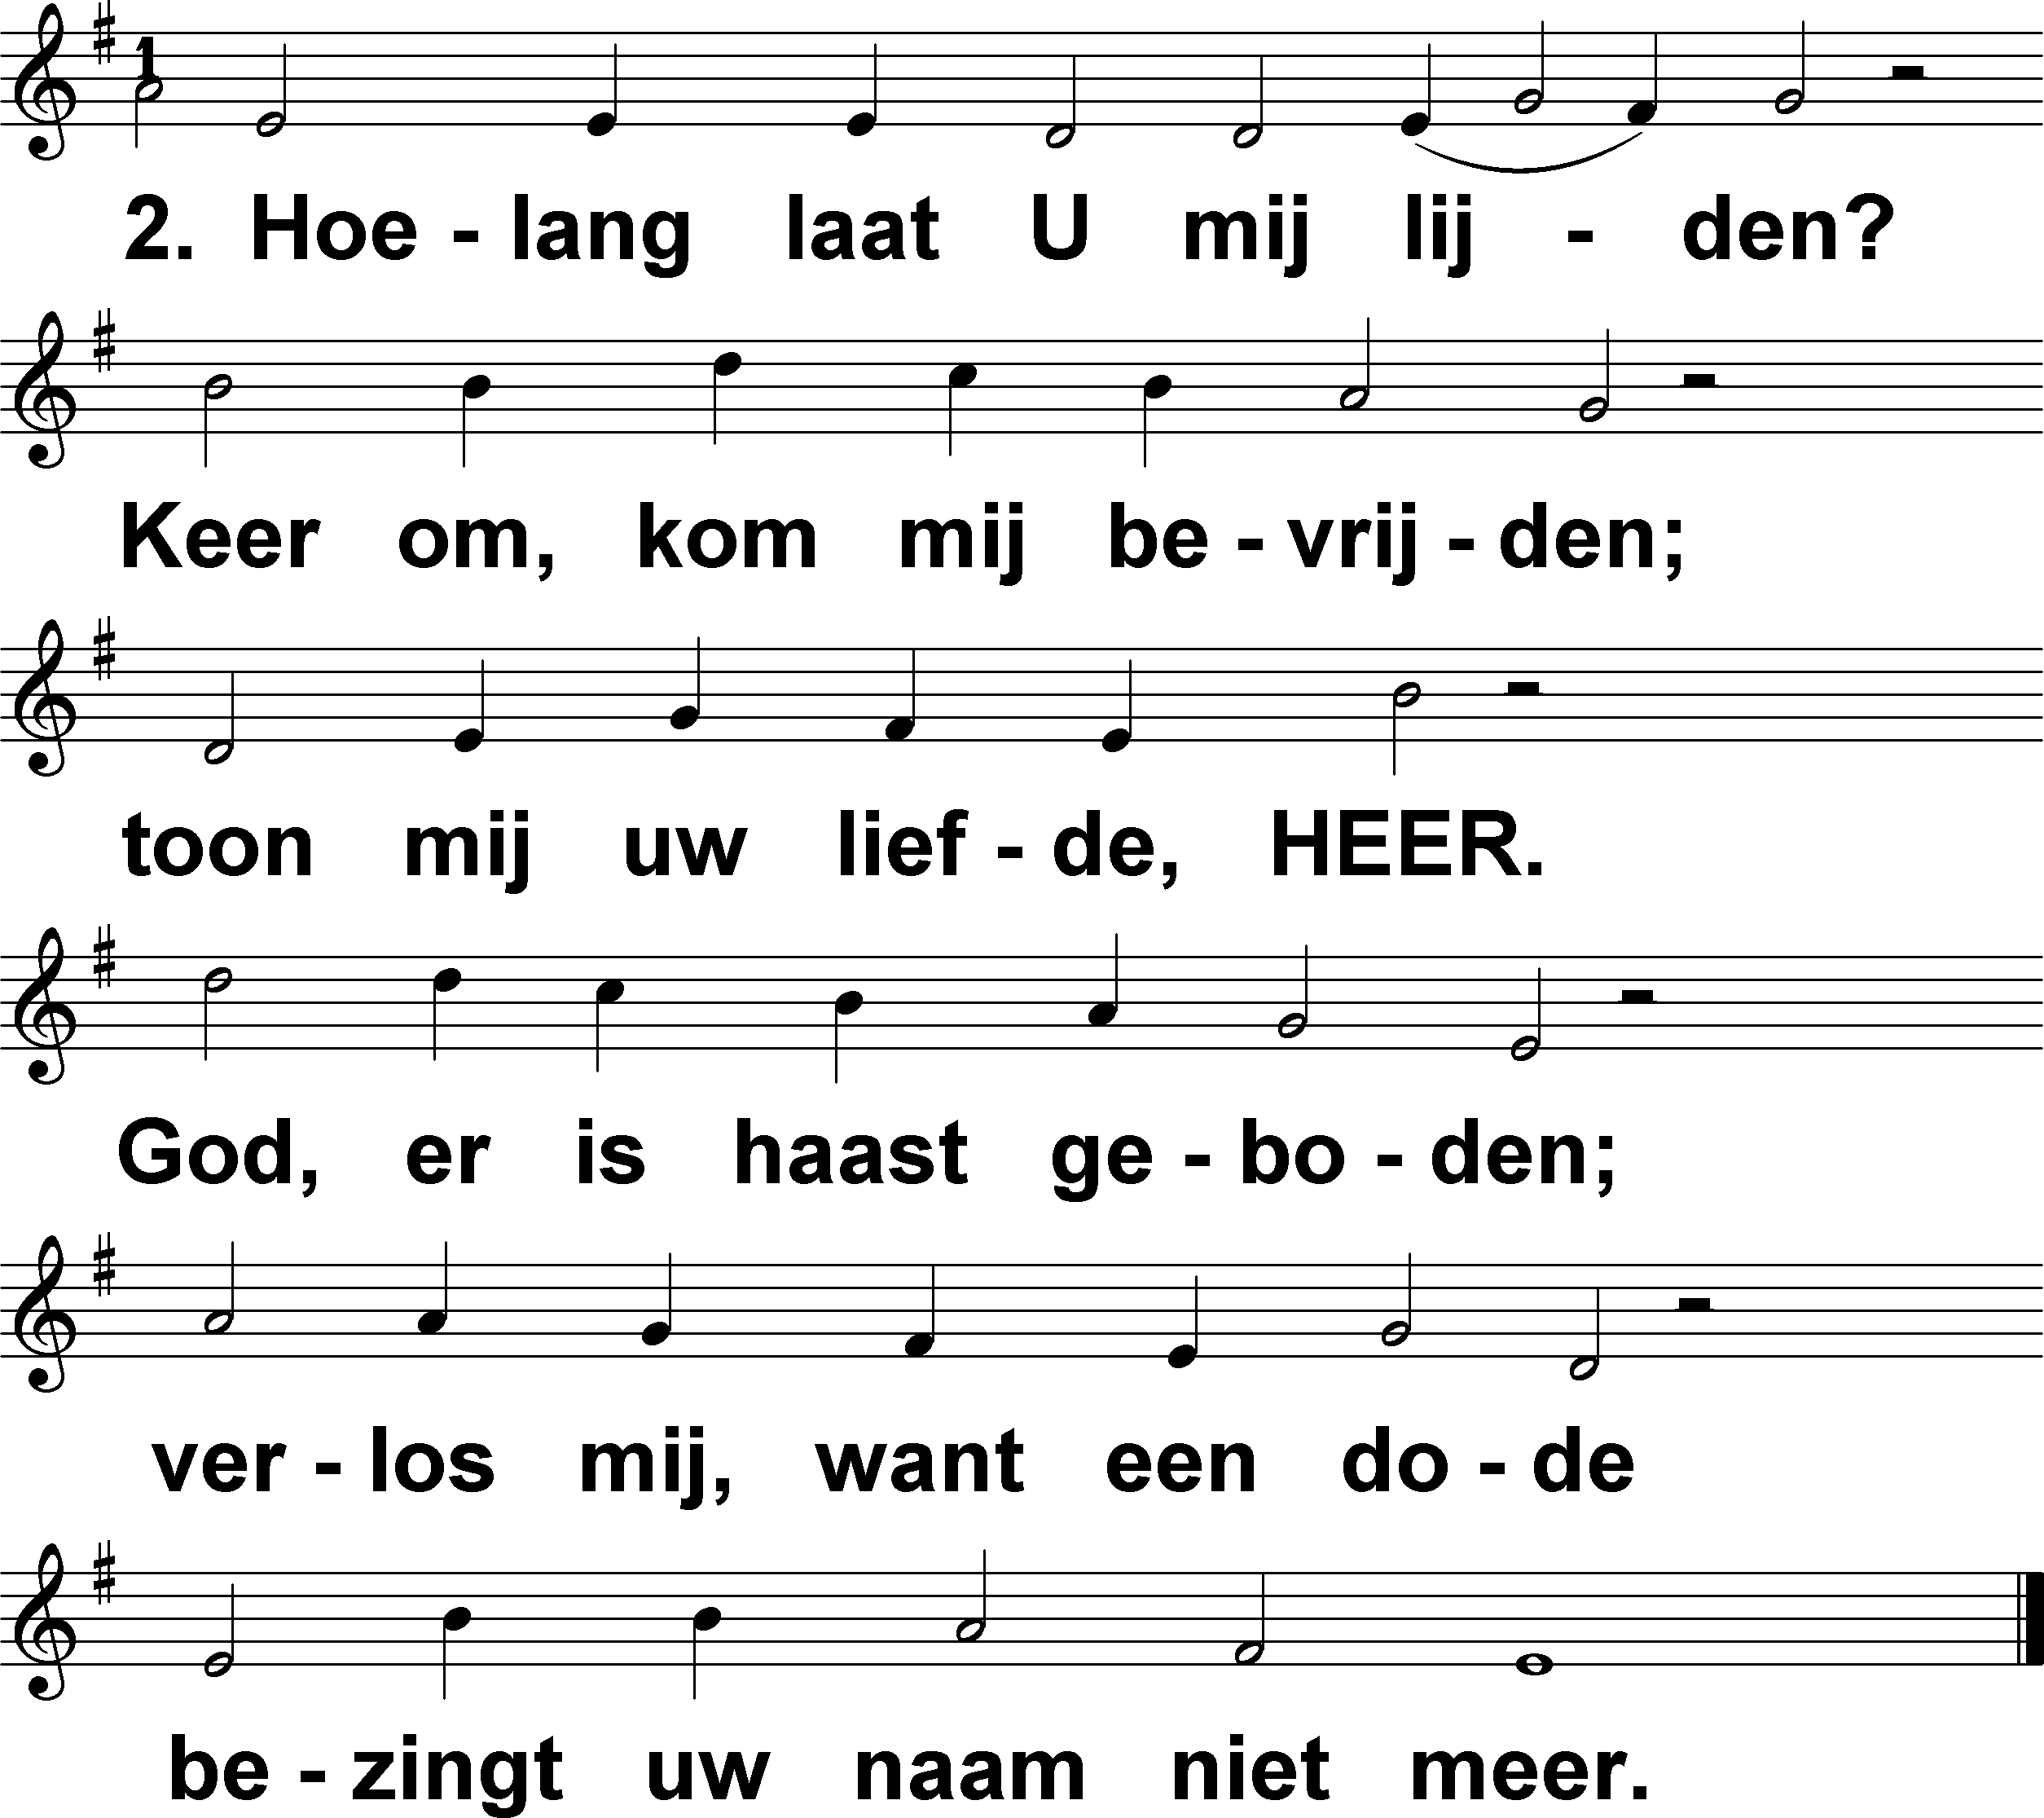 1
2. Hoe - lang laat U mij lij - den?
Keer om, kom mij be - vrij - den;
toon mij uw lief - de, HEER.
God, er is haast ge - bo - den;
ver - los mij, want een do - de
be - zingt uw naam niet meer.